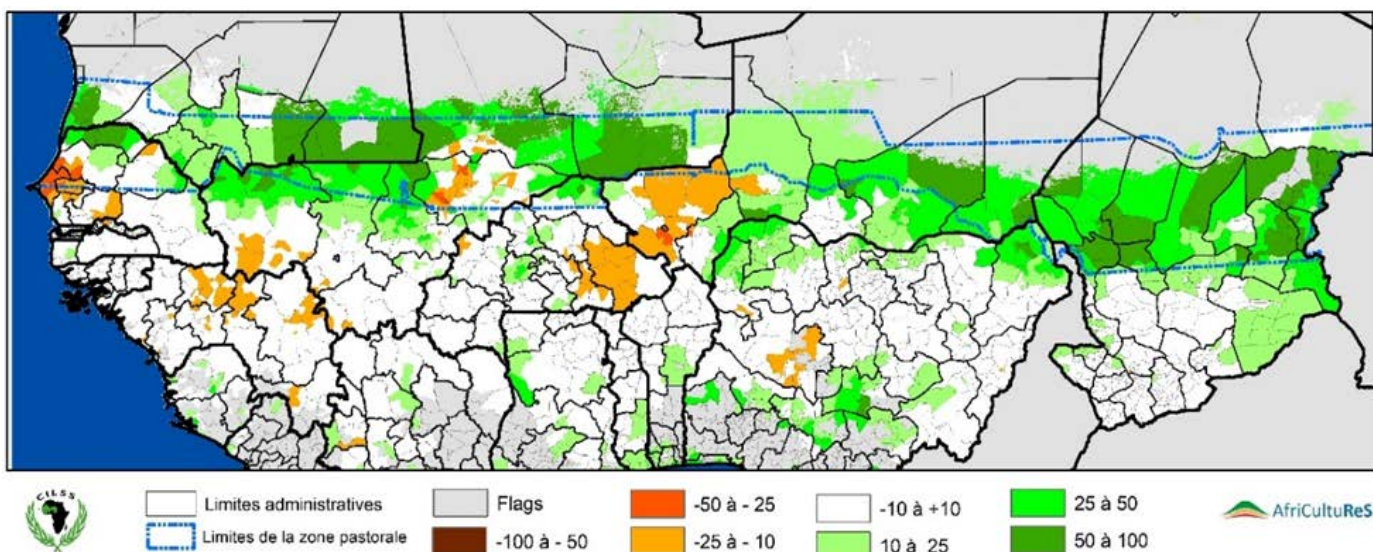 CILSS
Limites administratives
Limites de la zone pastorale
Flags
-100 à - 50
-50 à - 25
-25 à - 10
-10 à +10
10 à 25
25 à 50
50 à 100
AfriCultuReS